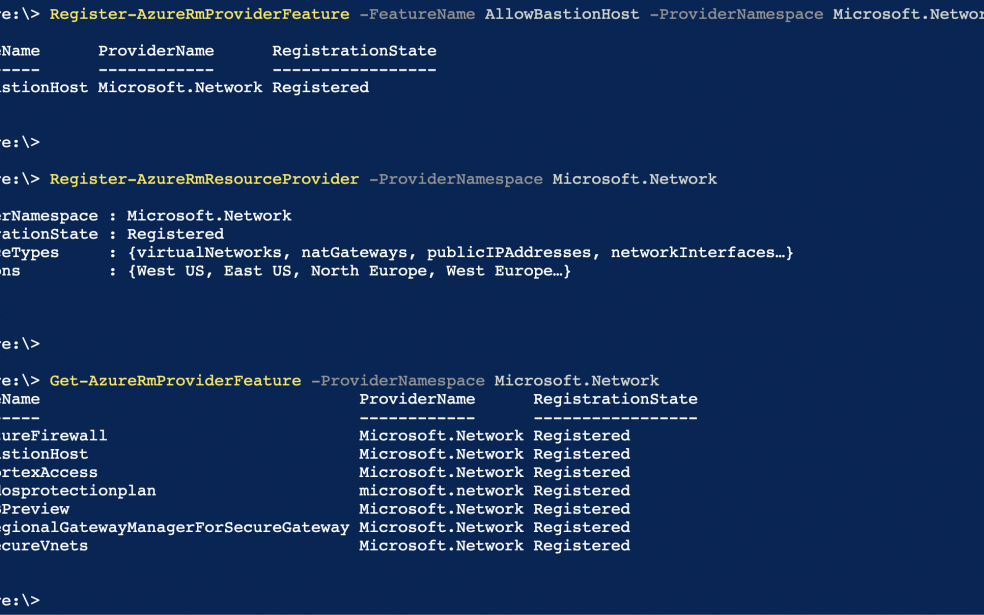 re:\> Register-AzureRmProviderFeature -FeatureName AllowBastionHost -ProviderNamespace Microsoft.Networ
eName ProviderName RegistrationState
----- ------------ -----------------
stionHost Microsoft.Network Registered
re:\>
re:\> Register-AzureRmResourceProvider -ProviderNamespace Microsoft.Network
erNamespace : Microsoft.Network
rationState : Registered
ceTypes : {virtualNetworks, natGateways, publicIPAddresses, networkInterfaces…}
ons : {West US, East US, North Europe, West Europe…}
re:\>
re:\> Get-AzureRmProviderFeature -ProviderNamespace Microsoft.Network
eName ProviderName RegistrationState
----- ------------ -----------------
ureFirewall Microsoft.Network Registered
stionHost Microsoft.Network Registered
ortexAccess Microsoft.Network Registered
dosprotectionplan microsoft.network Registered
Preview Microsoft.Network Registered
egionalGatewayManagerForSecureGateway Microsoft.Network Registered
ecureVnets Microsoft.Network Registered
re:\>